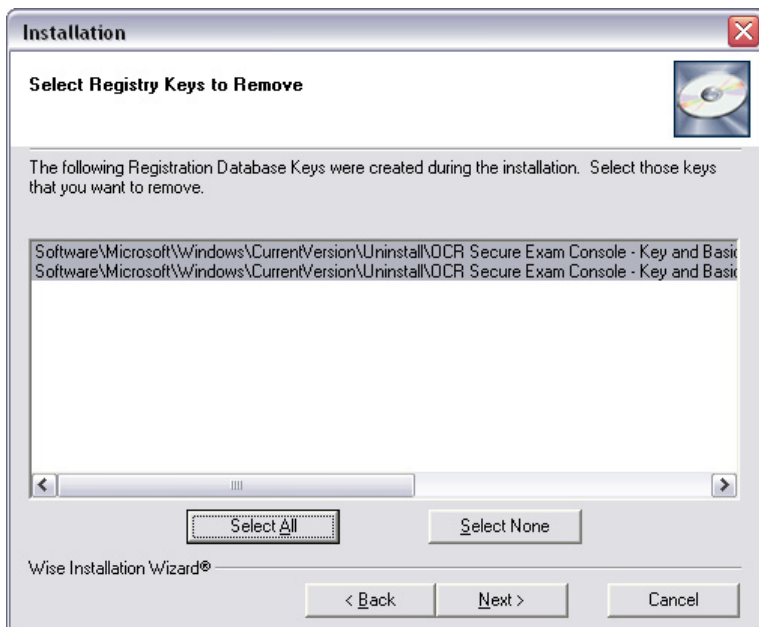 Installation
Select Registry Keys to Remove
The following Registration Database Keys were created during the installation.  Select those keys
that you want to remove.
Software\Microsoft\Windows\CurrentVersion\Uninstall\OCR Secure Exam Console - Key and Basic
Software\Microsoft\Windows\CurrentVersion\Uninstall\OCR Secure Exam Console - Key and Basic
Select All
Select None
Wise Installation Wizard®
< Back
Next >
Cancel